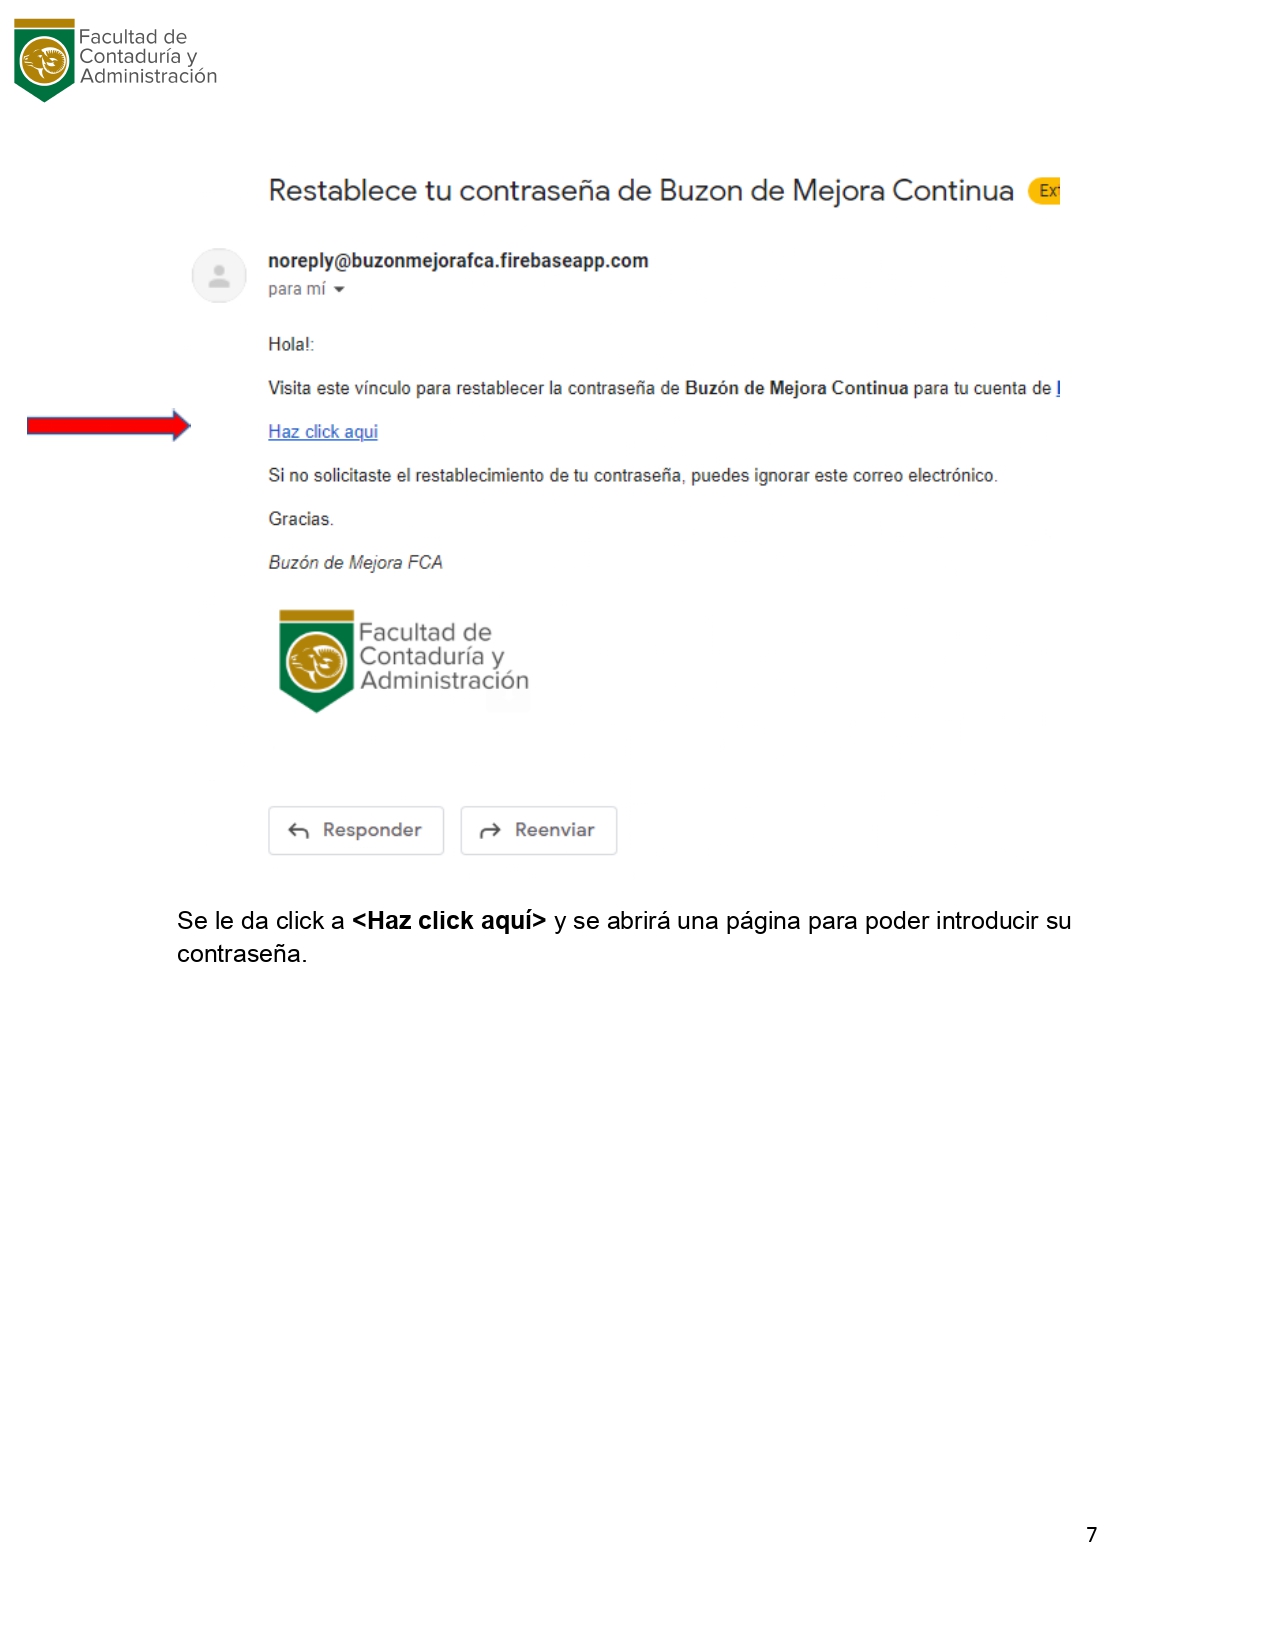 Facultad de
Contaduría y
Administración
Restablece tu contraseña de Buzon de Mejora Continua
noreply@buzonmejorafca.firebaseapp.com
para mí
Hola!:
Visita este vínculo para restablecer la contraseña de Buzón de Mejora Continua para tu cuenta de
Haz click aqui
Si no solicitaste el restablecimiento de tu contraseña, puedes ignorar este correo electrónico.
Gracias.
Buzón de Mejora FCA
Facultad de
Contaduría y
Administración
Responder Reenviar
Se le da click a <Haz click aquí> y se abrirá una página para poder introducir su
contraseña.
7